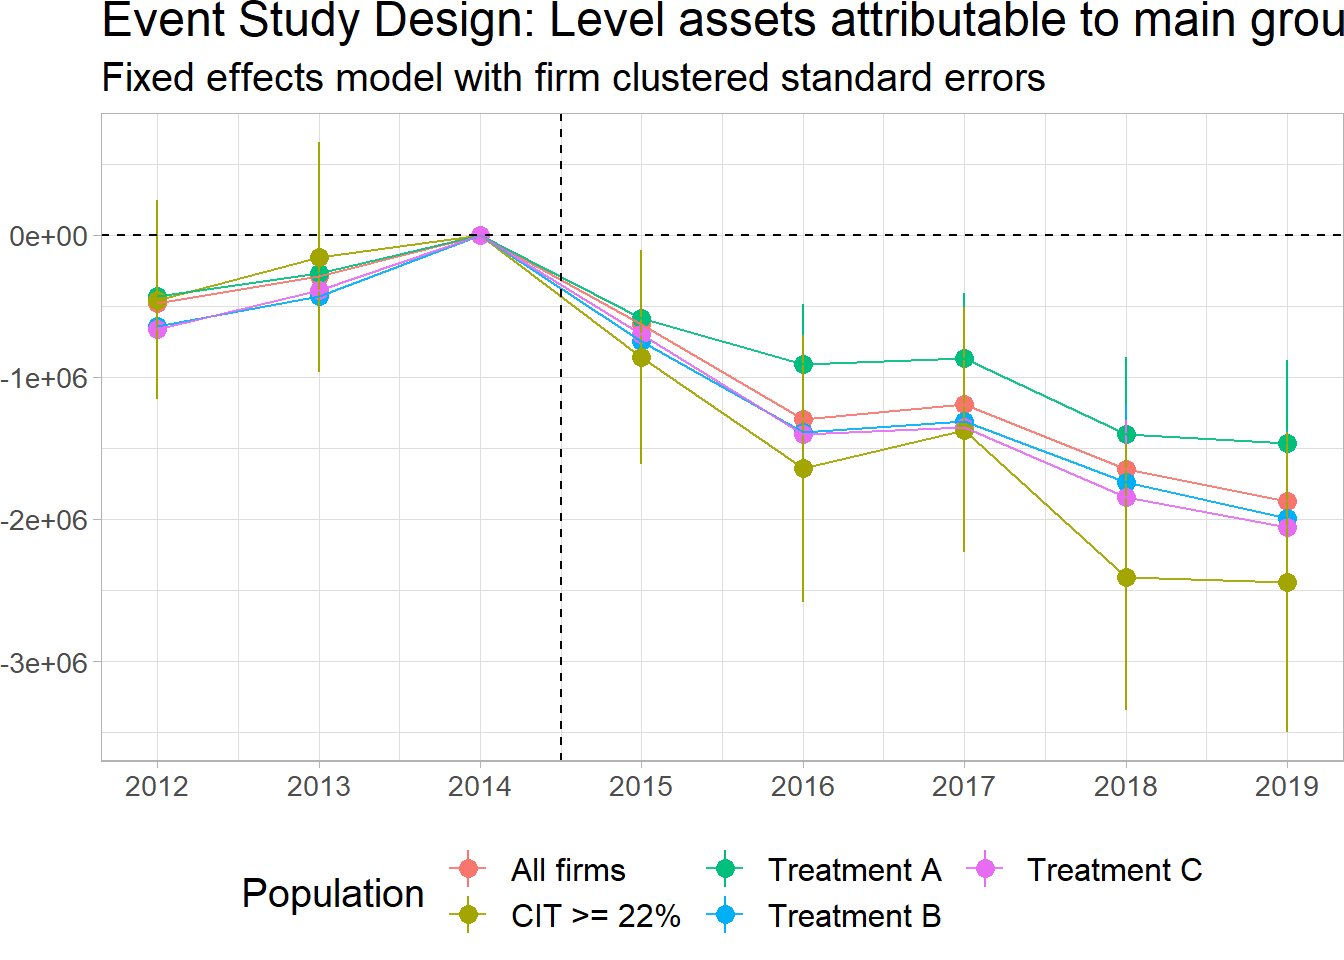 Event Study Design: Level assets attributable to main grou
Fixed effects model with firm clustered standard errors
0e+00
-1e+06
-2e+06
-3e+06
2012 2013 2014 2015 2016 2017 2018 2019
Population
All firms
Treatment A
Treatment C
CIT >= 22%
Treatment B